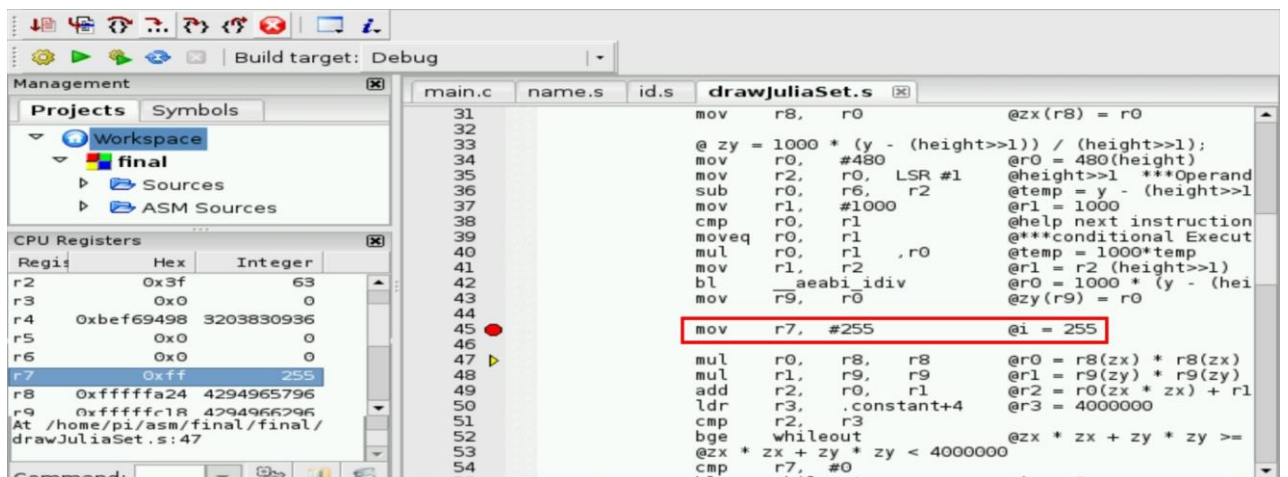 Build target: Debug
Management
Projects Symbols
Workspace
final
Sources
ASM Sources
CPU Registers
Regis Hex Integer
r2 0x3f 63
r3 0x0 0
r4 0xbef69498 3203830936
r5 0x0 0
r6 0x0 0
r7 0xff 255
r8 0xfffffa24 4294965796
r9 0xfffffc18 4294966296
At /home/pi/asm/final/final/
drawJuliaSet.s:47
Command:
main.c name.s id.s drawJuliaSet.s
31 mov r8, r0 @zx(r8) = r0
32
33 @ zy = 1000 * (y - (height>>1)) / (height>>1);
34 mov r0, #480 @r0 = 480(height)
35 mov r2, r0, LSR #1 @height>>1 ***Operand
36 sub r0, r6, r2 @temp = y - (height>>1
37 mov r1, #1000 @r1 = 1000
38 cmp r0, r1 @help next instruction
39 moveq r0, r1 @***conditional Execut
40 mul r0, r1 ,r0 @temp = 1000*temp
41 mov r1, r2 @r1 = r2 (height>>1)
42 bl __aeabi_idiv @r0 = 1000 * (y - (hei
43 mov r9, r0 @zy(r9) = r0
44
45 mov r7, #255 @i = 255
46
47 mul r0, r8, r8 @r0 = r8(zx) * r8(zx)
48 mul r1, r9, r9 @r1 = r9(zy) * r9(zy)
49 add r2, r0, r1 @r2 = r0(zx * zx) + r1
50 ldr r3, .constant+4 @r3 = 4000000
51 cmp r2, r3
52 bge whileout @zx * zx + zy * zy >=
53 @zx * zx + zy * zy < 4000000
54 cmp r7, #0